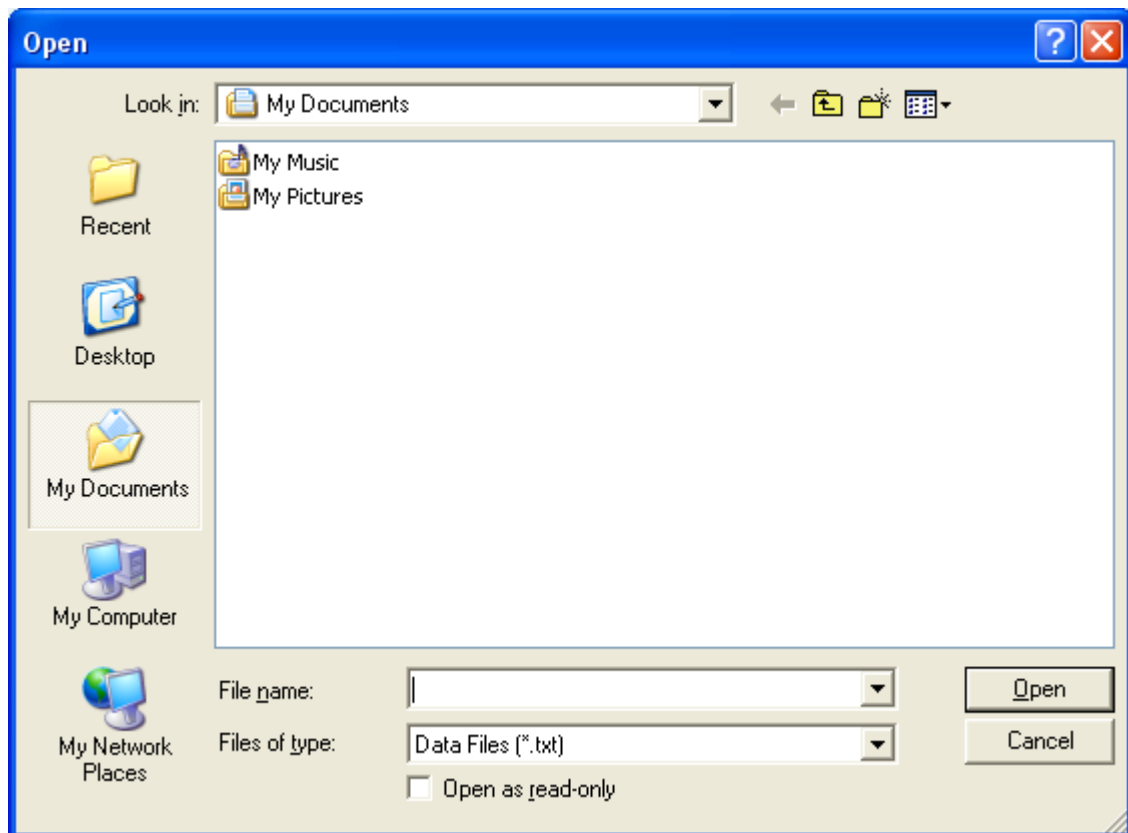 Open
Look in: My Documents
My Music
My Pictures
Recent
Desktop
My Documents
My Computer
My Network
Places
File name:
Open
Files of type: Data Files (*.txt)
Cancel
Open as read-only